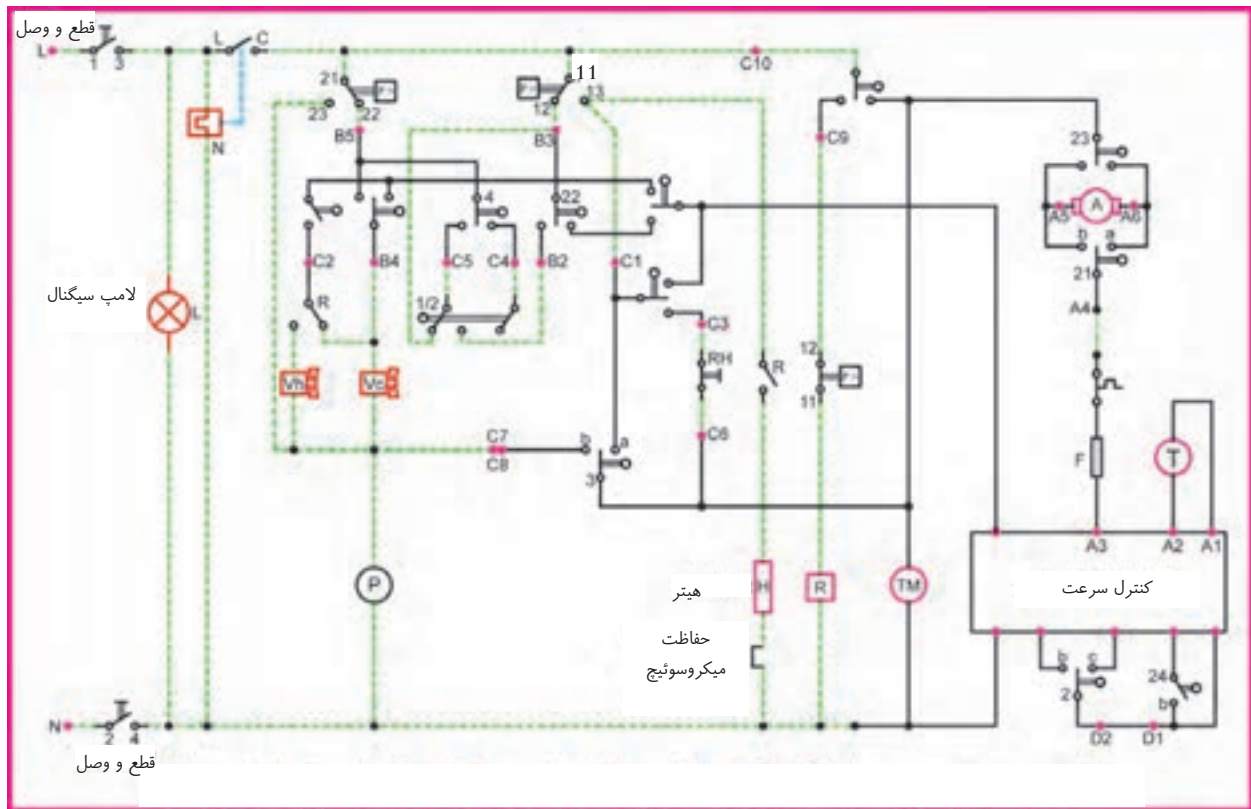 قطع و وصل
L
1 3
L C
C10
21
11
12 13
23 22
B5
B3
C9
23
N
4
22
A5 A A6
b a
C2 B4 C5 C4 B2 C1
21
لامپ سیگنال
L
R
1/2
C3
A4
RH
R
12
11
Vh
C7
C8
a
C6
3
F
T
A3 A2 A1
P
هیتر
H
R
TM
کنترل سرعت
حفاظت
میکروسوئیچ
b c
24
2
b
N
2 4
D2 D1
قطع و وصل